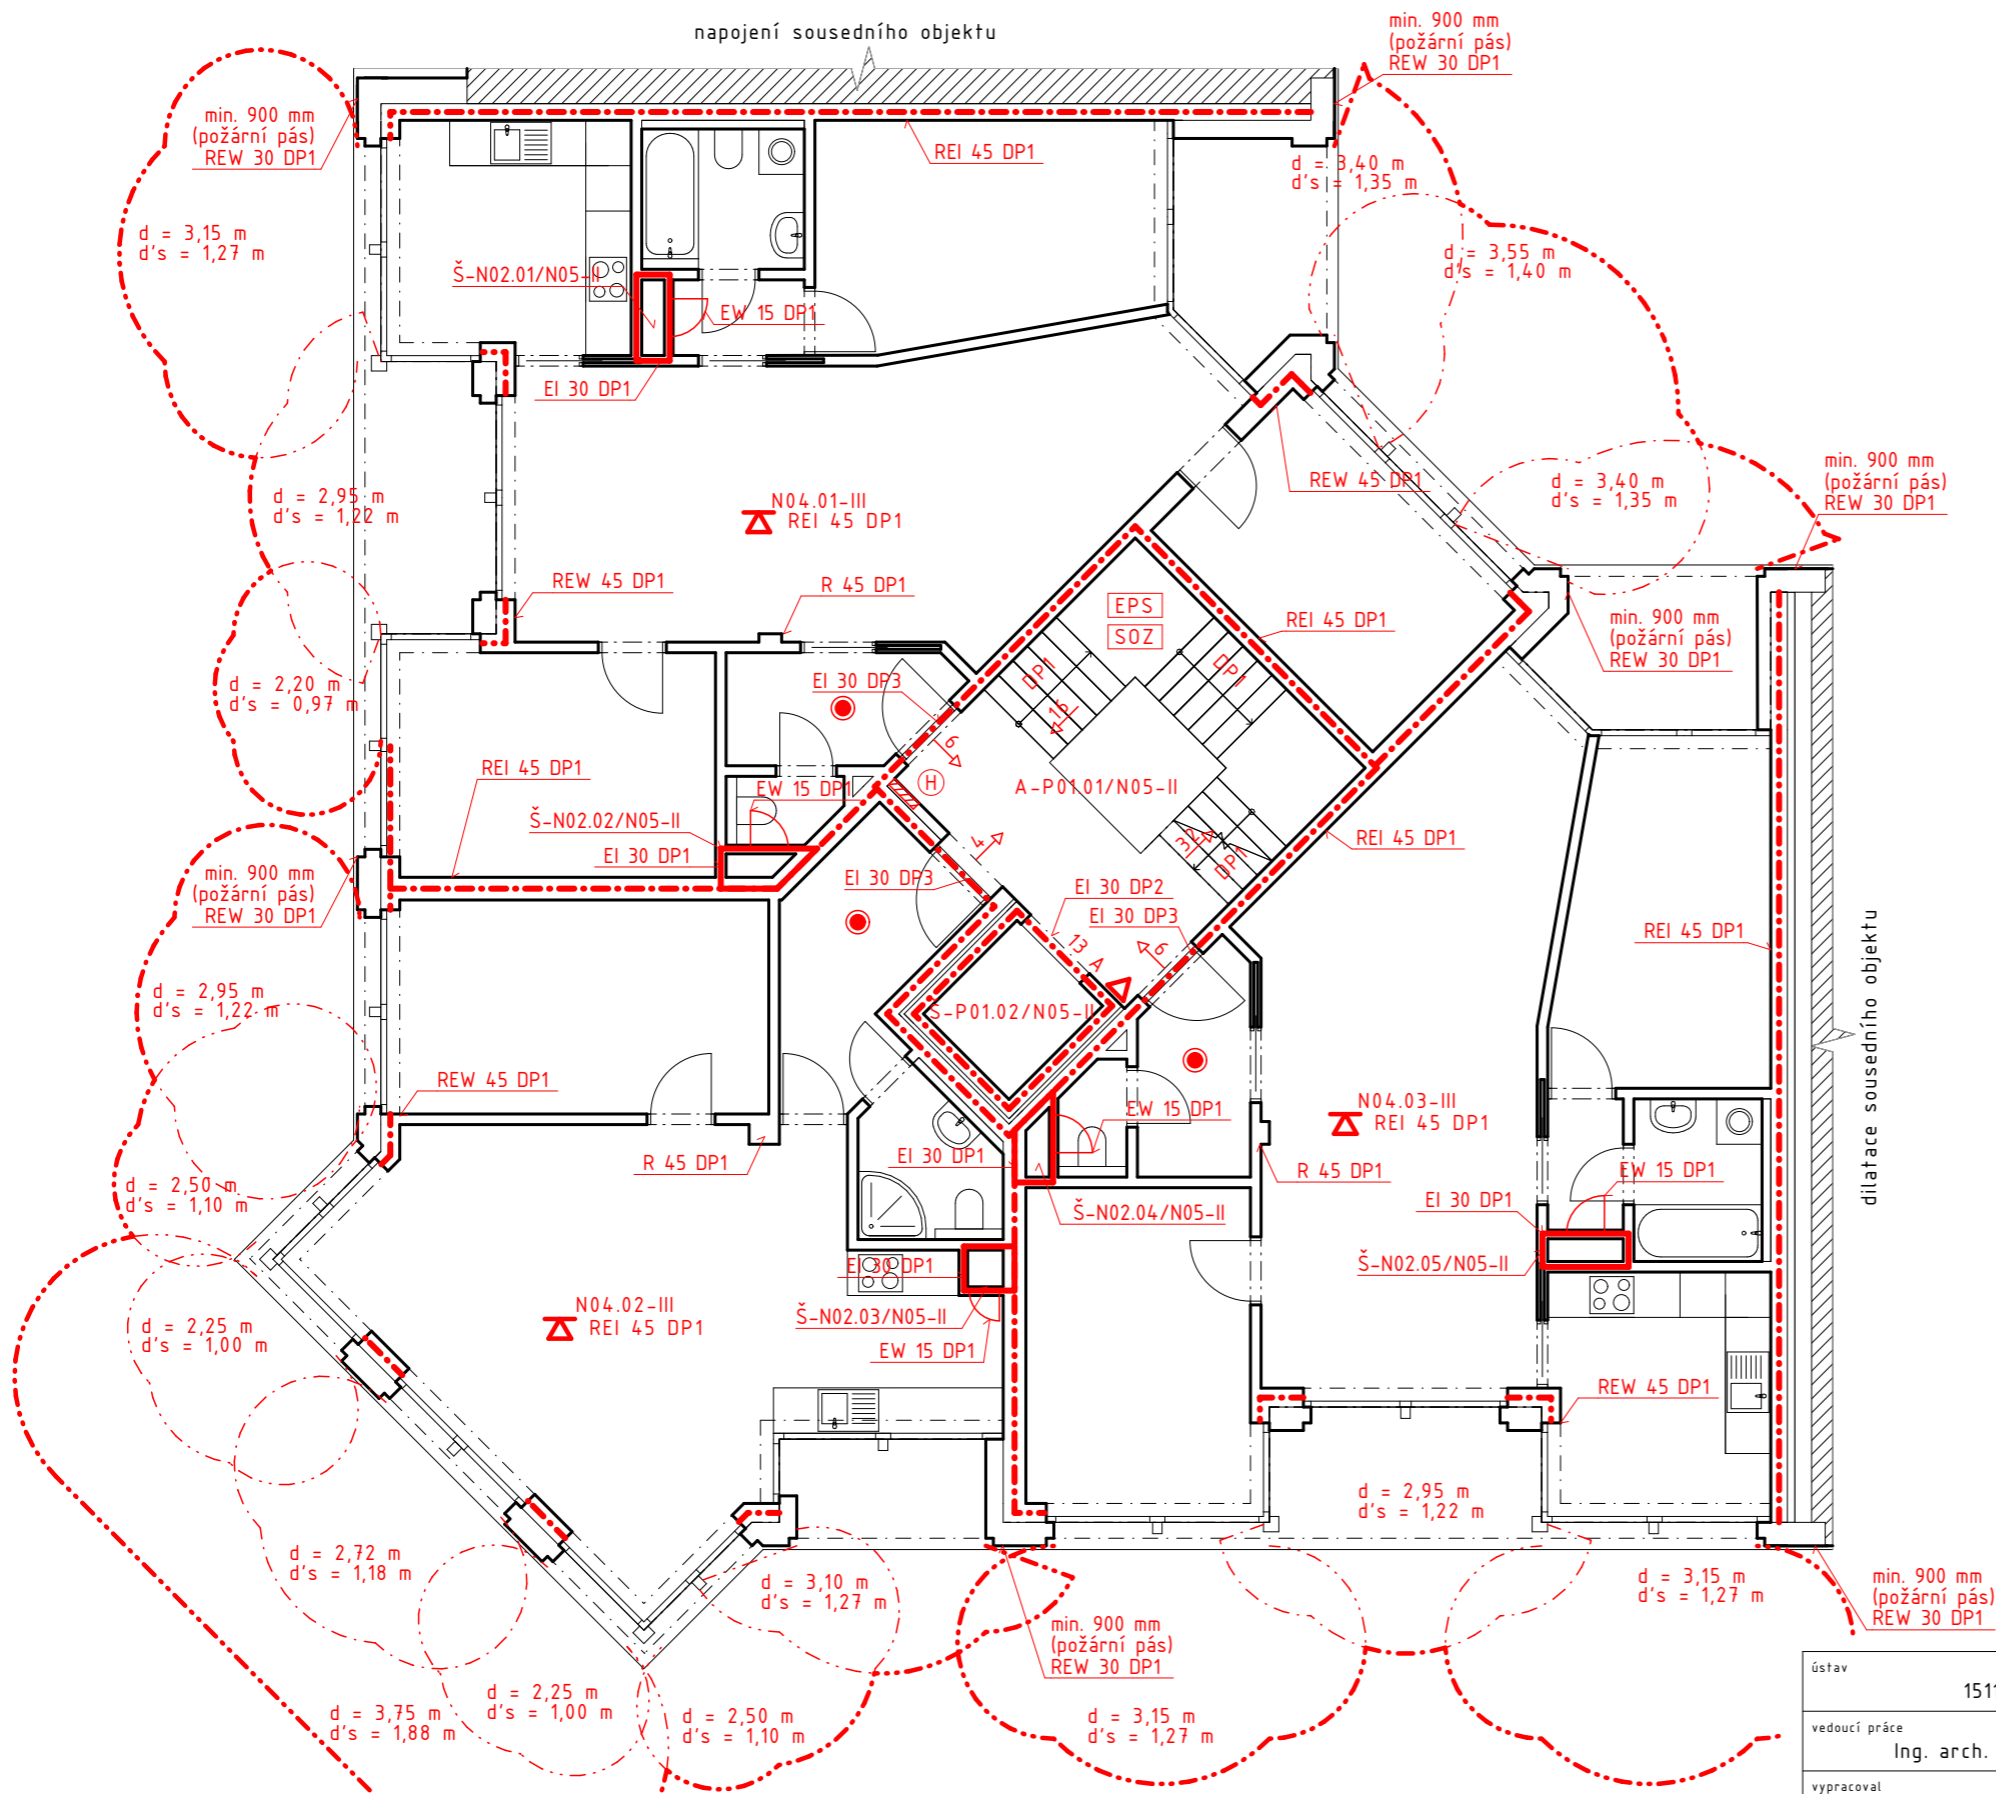 napojení sousedního objektu
min. 900 mm
(požární pás)
REW 30 DP1
min. 900 mm
(požární pás)
REW 30 DP1
REI 45 DP1
d = 3,40 m
d's = 1,35 m
d = 3,15 m
d's = 1,27 m
d = 3,55 m
d's = 1,40 m
Š-N02.01/N05-II
EW 15 DP1
EI 30 DP1
d = 2,95 m
d's = 1,22 m
N04.01-III
REI 45 DP1
REW 45 DP1
d = 3,40 m
d's = 1,35 m
min. 900 mm
(požární pás)
REW 30 DP1
REW 45 DP1
R 45 DP1
EPS
SOZ
REI 45 DP1
min. 900 mm
(požární pás)
REW 30 DP1
d = 2,20 m
d's = 0,97 m
EI 30 DP3
DP1
DP1
16
6
REI 45 DP1
EW 15 DP1
H
A-P01.01/N05-II
Š-N02.02/N05-II
EI 30 DP1
4
32
DP1
REI 45 DP1
min. 900 mm
(požární pás)
REW 30 DP1
EI 30 DP3
EI 30 DP2
EI 30 DP3
13 A
6
REI 45 DP1
dilatace sousedního objektu
d = 2,95 m
d's = 1,22 m
Š-P01.02/N05-II
REW 45 DP1
EW 15 DP1
N04.03-III
REI 45 DP1
R 45 DP1
EI 30 DP1
R 45 DP1
EW 15 DP1
d = 2,50 m
d's = 1,10 m
Š-N02.04/N05-II
EI 30 DP1
Š-N02.05/N05-II
EI 30 DP1
N04.02-III
REI 45 DP1
Š-N02.03/N05-II
EW 15 DP1
d = 2,25 m
d's = 1,00 m
REW 45 DP1
d = 2,95 m
d's = 1,22 m
d = 2,72 m
d's = 1,18 m
d = 3,10 m
d's = 1,27 m
d = 3,15 m
d's = 1,27 m
min. 900 mm
(požární pás)
REW 30 DP1
min. 900 mm
(požární pás)
REW 30 DP1
d = 3,75 m
d's = 1,88 m
d = 2,25 m
d's = 1,00 m
d = 2,50 m
d's = 1,10 m
d = 3,15 m
d's = 1,27 m
ústav
1511
vedoucí práce
Ing. arch.
vypracoval